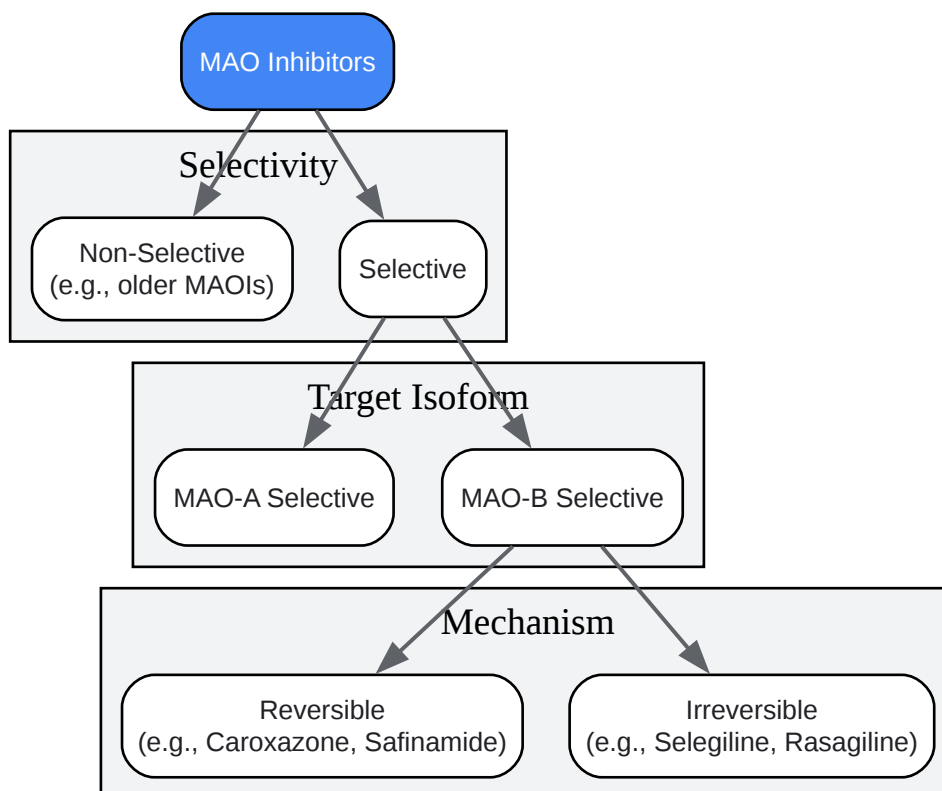 MAO Inhibitors
Selectivity
Non-Selective
(e.g., older MAOIs)
Selective
Target Isoform
MAO-A Selective
MAO-B Selective
Mechanism
Reversible
(e.g., Caroxazone, Safinamide)
Irreversible
(e.g., Selegiline, Rasagiline)